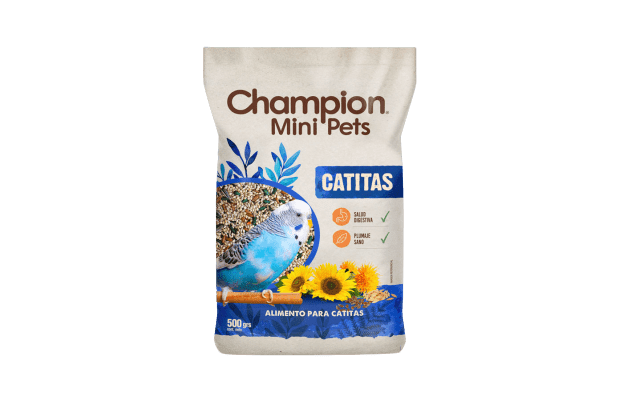 Champion®
Mini Pets
CATITAS
SALUD
DIGESTIVA
PLUMAJE
SANO
ALIMENTO PARA CATITAS
500 grs